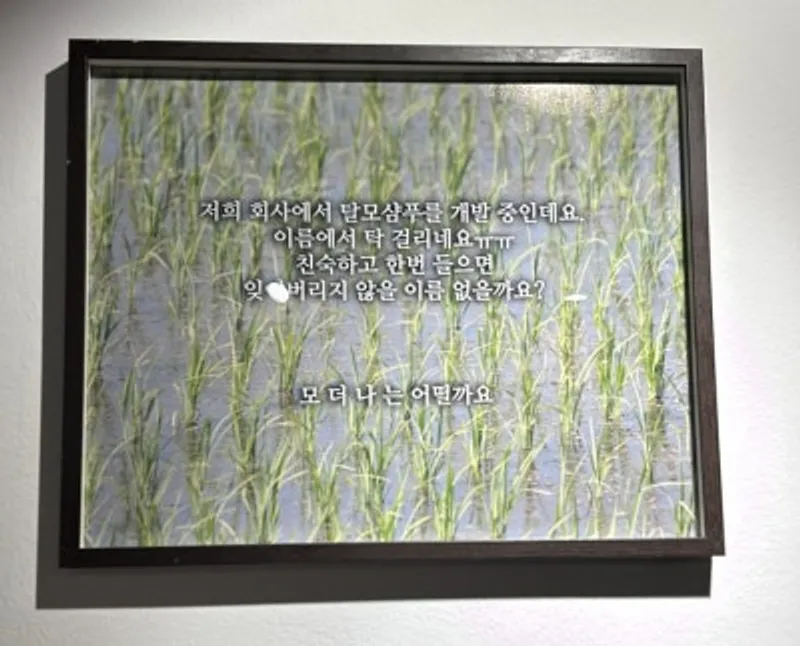 저희 회사에서 탈모샴푸를 개발 중인데요.
이름에서 탁 걸리네요ㅠㅠ
친숙하고 한번 들으면
잊 버리지 않을 이름 없을까요?
모 더 나 는 어떨까요